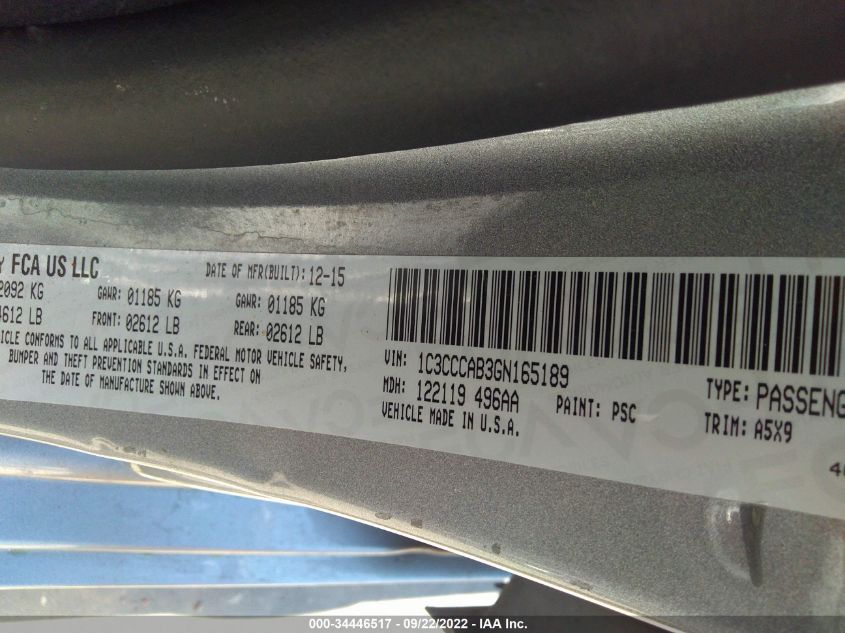 FCA US LLC
DATE OF MFR(BUILT): 12-15
2092 KG GAWR: 01185 KG GAWR: 01185 KG
4612 LB FRONT: 02612 LB REAR: 02612 LB
VEHICLE CONFORMS TO ALL APPLICABLE U.S.A. FEDERAL MOTOR VEHICLE SAFETY,
BUMPER AND THEFT PREVENTION STANDARDS IN EFFECT ON
THE DATE OF MANUFACTURE SHOWN ABOVE.
VIN: 1C3CCCAB3GN165189 TYPE: PASSENG
MDH: 122119 496AA PAINT: PSC TRIM: A5X9
VEHICLE MADE IN U.S.A.
000-34446517 - 09/22/2022 - IAA Inc.